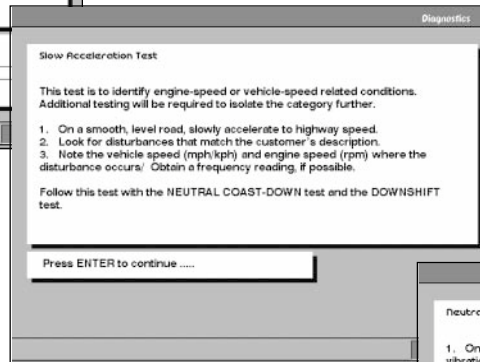 Diagnostics
Slow Acceleration Test
This test is to identify engine-speed or vehicle-speed related conditions.
Additional testing will be required to isolate the category further.
1. On a smooth, level road, slowly accelerate to highway speed.
2. Look for disturbances that match the customer's description.
3. Note the vehicle speed (mph/kph) and engine speed (rpm) where the
disturbance occurs/ Obtain a frequency reading, if possible.
Follow this test with the NEUTRAL COAST-DOWN test and the DOWNSHIFT
test.
Press ENTER to continue .....
1. On